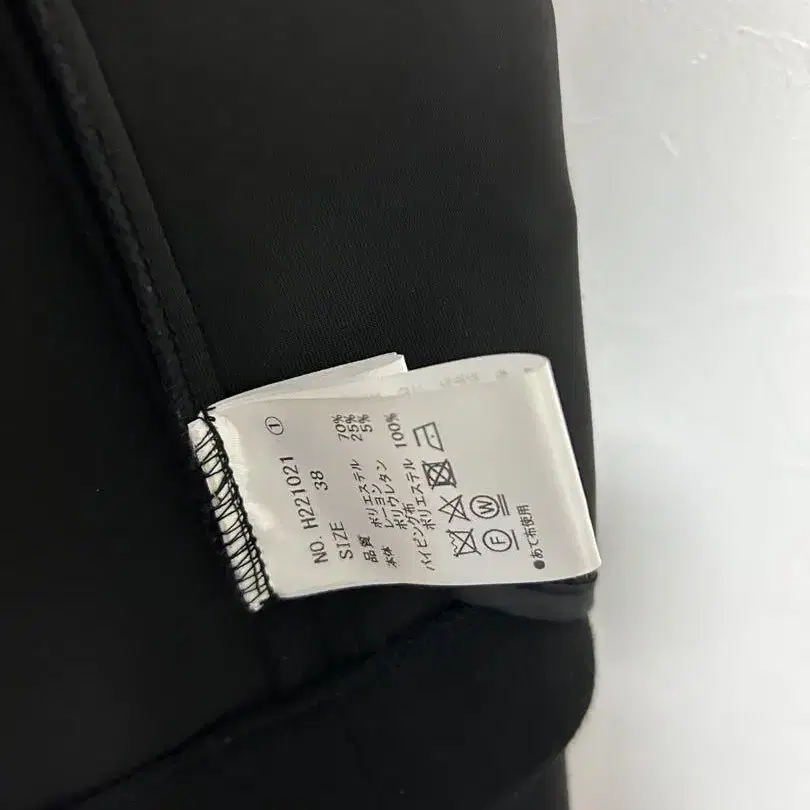 ①
NO. H221021
SIZE 38
品質
本体 ポリエステル 70%
レーヨン 25%
ポリウレタン 5%
パイピング布
ポリエステル 100%
W
F
●あて布使用